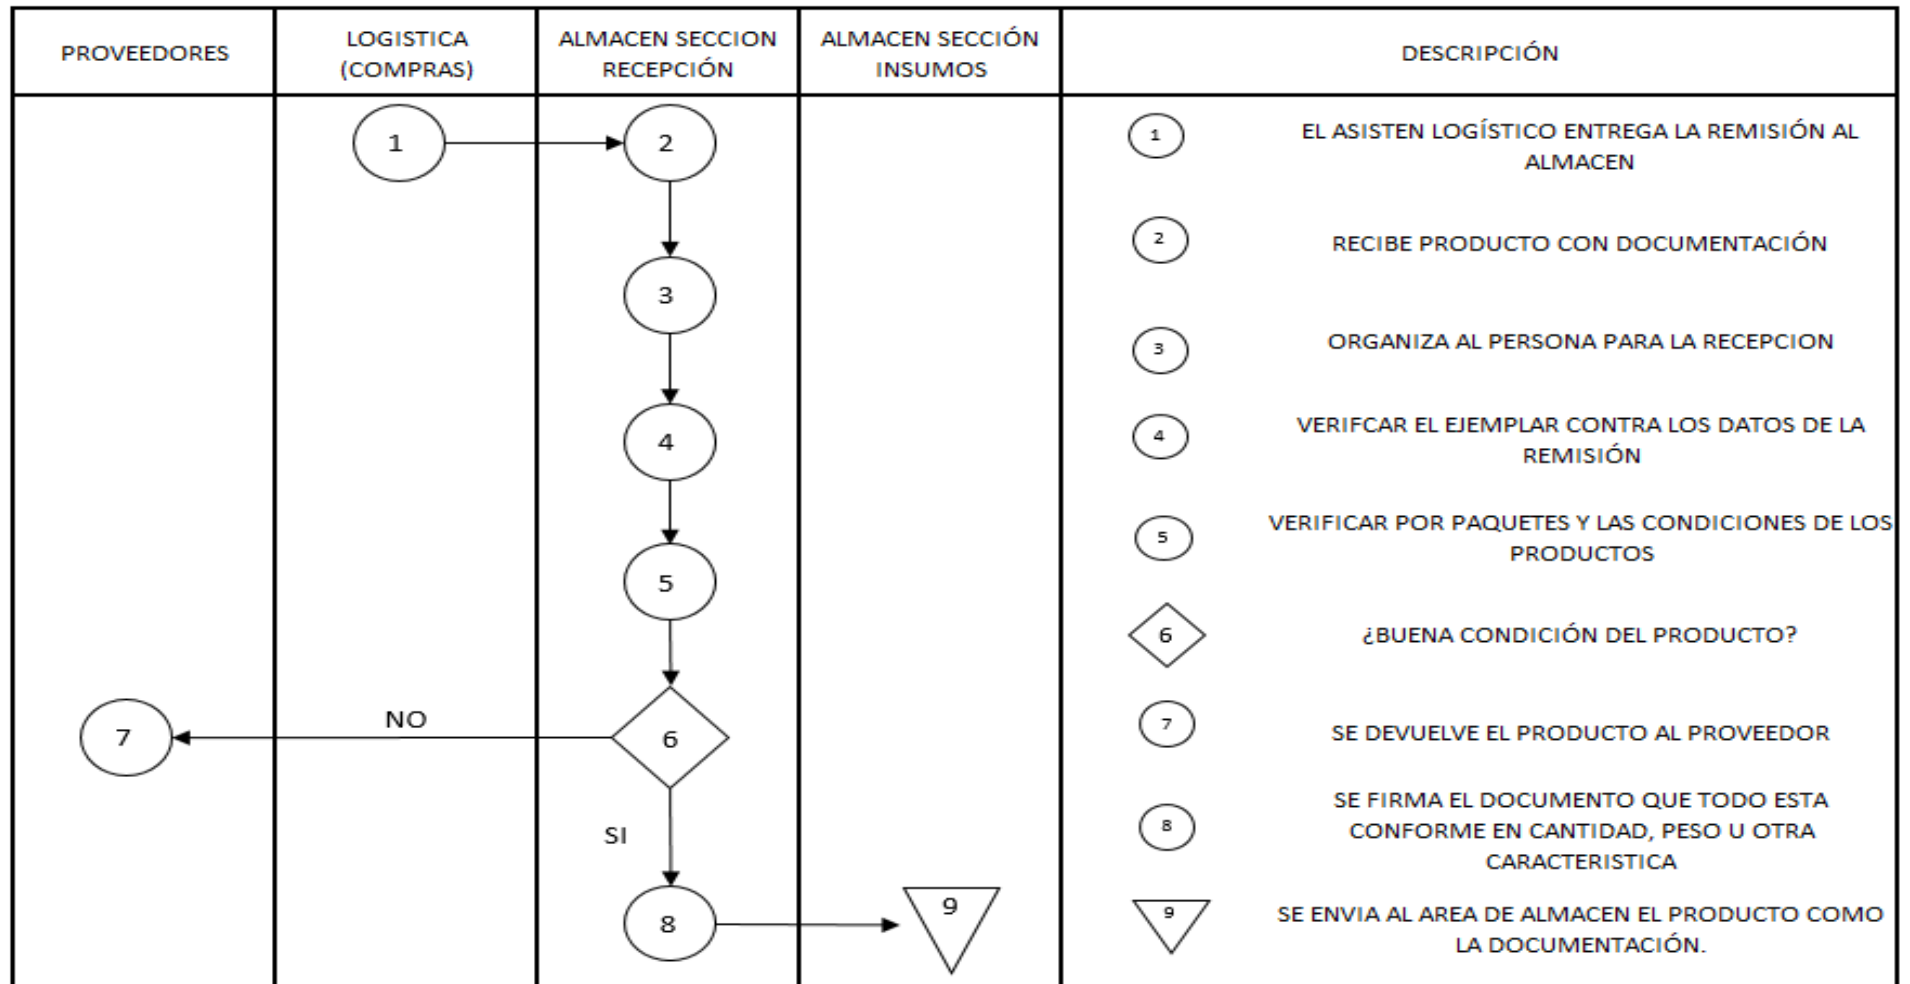 PROVEEDORES
LOGISTICA
(COMPRAS)
ALMACEN SECCION
RECEPCIÓN
ALMACEN SECCIÓN
INSUMOS
DESCRIPCIÓN
1
2
3
4
5
6
NO
7
SI
8
9
1
EL ASISTEN LOGÍSTICO ENTREGA LA REMISIÓN AL
ALMACEN
2
RECIBE PRODUCTO CON DOCUMENTACIÓN
3
ORGANIZA AL PERSONA PARA LA RECEPCION
4
VERIFCAR EL EJEMPLAR CONTRA LOS DATOS DE LA
REMISIÓN
5
VERIFICAR POR PAQUETES Y LAS CONDICIONES DE LOS
PRODUCTOS
6
¿BUENA CONDICIÓN DEL PRODUCTO?
7
SE DEVUELVE EL PRODUCTO AL PROVEEDOR
8
SE FIRMA EL DOCUMENTO QUE TODO ESTA
CONFORME EN CANTIDAD, PESO U OTRA
CARACTERISTICA
9
SE ENVIA AL AREA DE ALMACEN EL PRODUCTO COMO
LA DOCUMENTACIÓN.